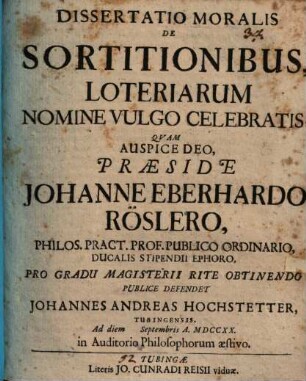 DISSERTATIO MORALIS
DE
SORTITIONIBUS,
LOTERIARUM
NOMINE VULGO CELEBRATIS
QVAM
AUSPICE DEO,
PRÆSIDE
JOHANNE EBERHARDO
RÖSLERO,
PHILOS. PRACT. PROF. PUBLICO ORDINARIO,
DUCALIS STIPENDII EPHORO,
PRO GRADU MAGISTERII RITE OBTINENDO
PUBLICE DEFENDET
JOHANNES ANDREAS HOCHSTETTER,
TUBINGENSIS.
Ad diem Septembris A. MDCCXX.
in Auditorio Philosophorum æstivo.
TUBINGÆ
Literis JO. CUNRADI REISII viduæ.